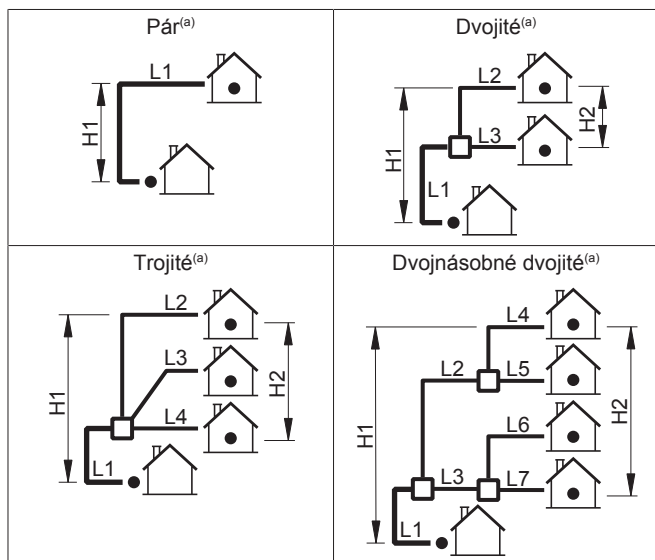 Pár(a)
L1
H1
Dvojité(a)
L2
H2
L3
H1
L1
Trojité(a)
L2
L3
H1
H2
L4
L1
Dvojnásobné dvojité(a)
L4
L2
L5
H1
H2
L6
L3
L7
L1